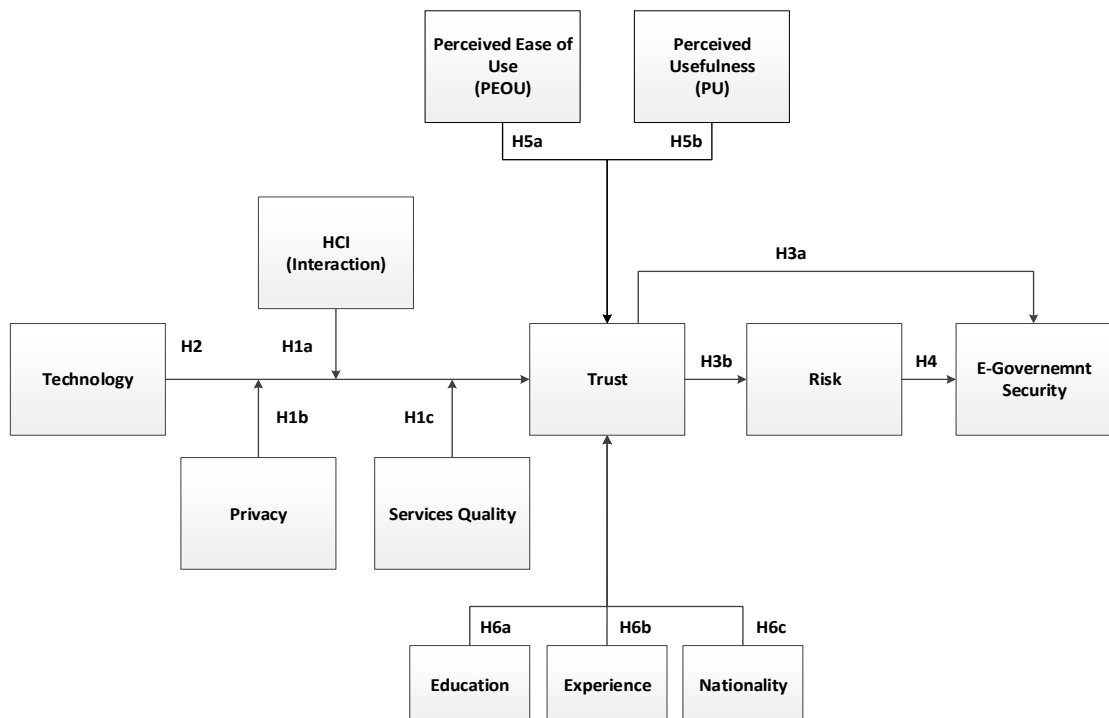 Perceived Ease of
Use
(PEOU)
Perceived
Usefulness
(PU)
H5a
H5b
HCI
(Interaction)
H3a
H2
H1a
Technology
Trust
H3b
Risk
H4
E-Governemnt
Security
H1b
H1c
Privacy
Services Quality
H6a
H6b
H6c
Education
Experience
Nationality